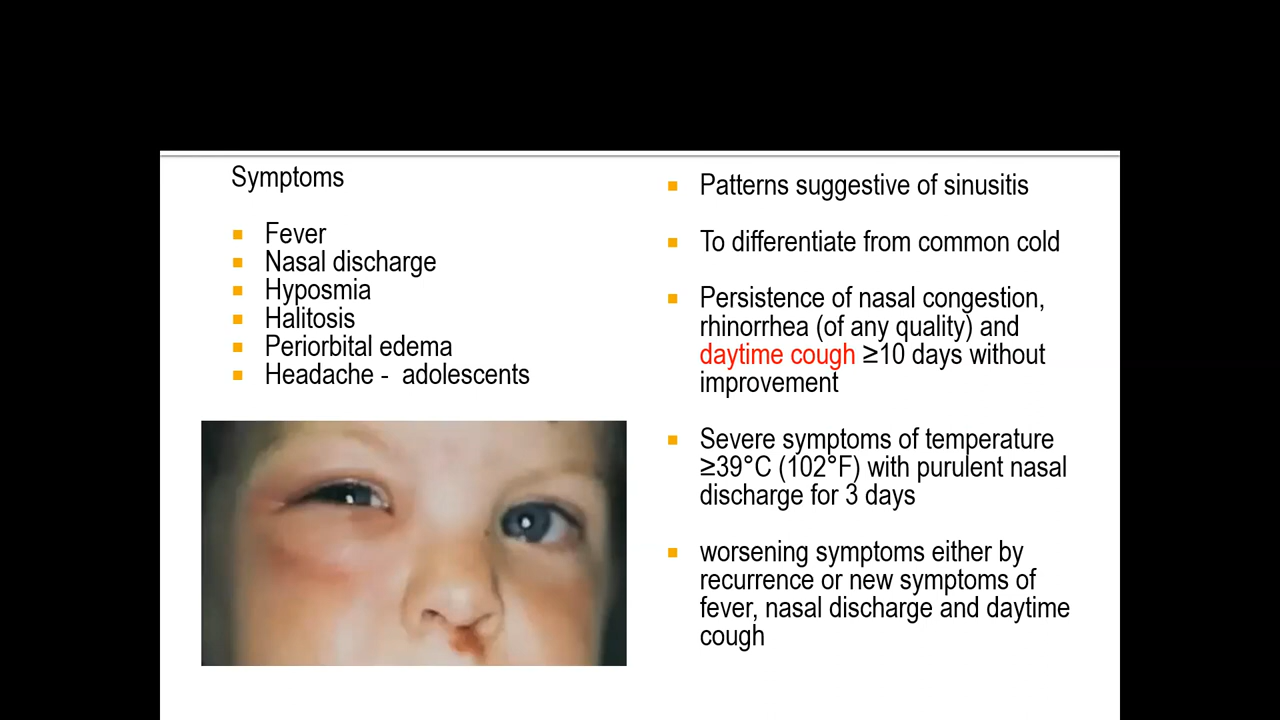 Symptoms
Fever
Nasal discharge
Hyposmia
Halitosis
Periorbital edema
Headache - adolescents
Patterns suggestive of sinusitis
To differentiate from common cold
Persistence of nasal congestion,
rhinorrhea (of any quality) and
daytime cough ≥10 days without
improvement
Severe symptoms of temperature
≥39°C (102°F) with purulent nasal
discharge for 3 days
worsening symptoms either by
recurrence or new symptoms of
fever, nasal discharge and daytime
cough